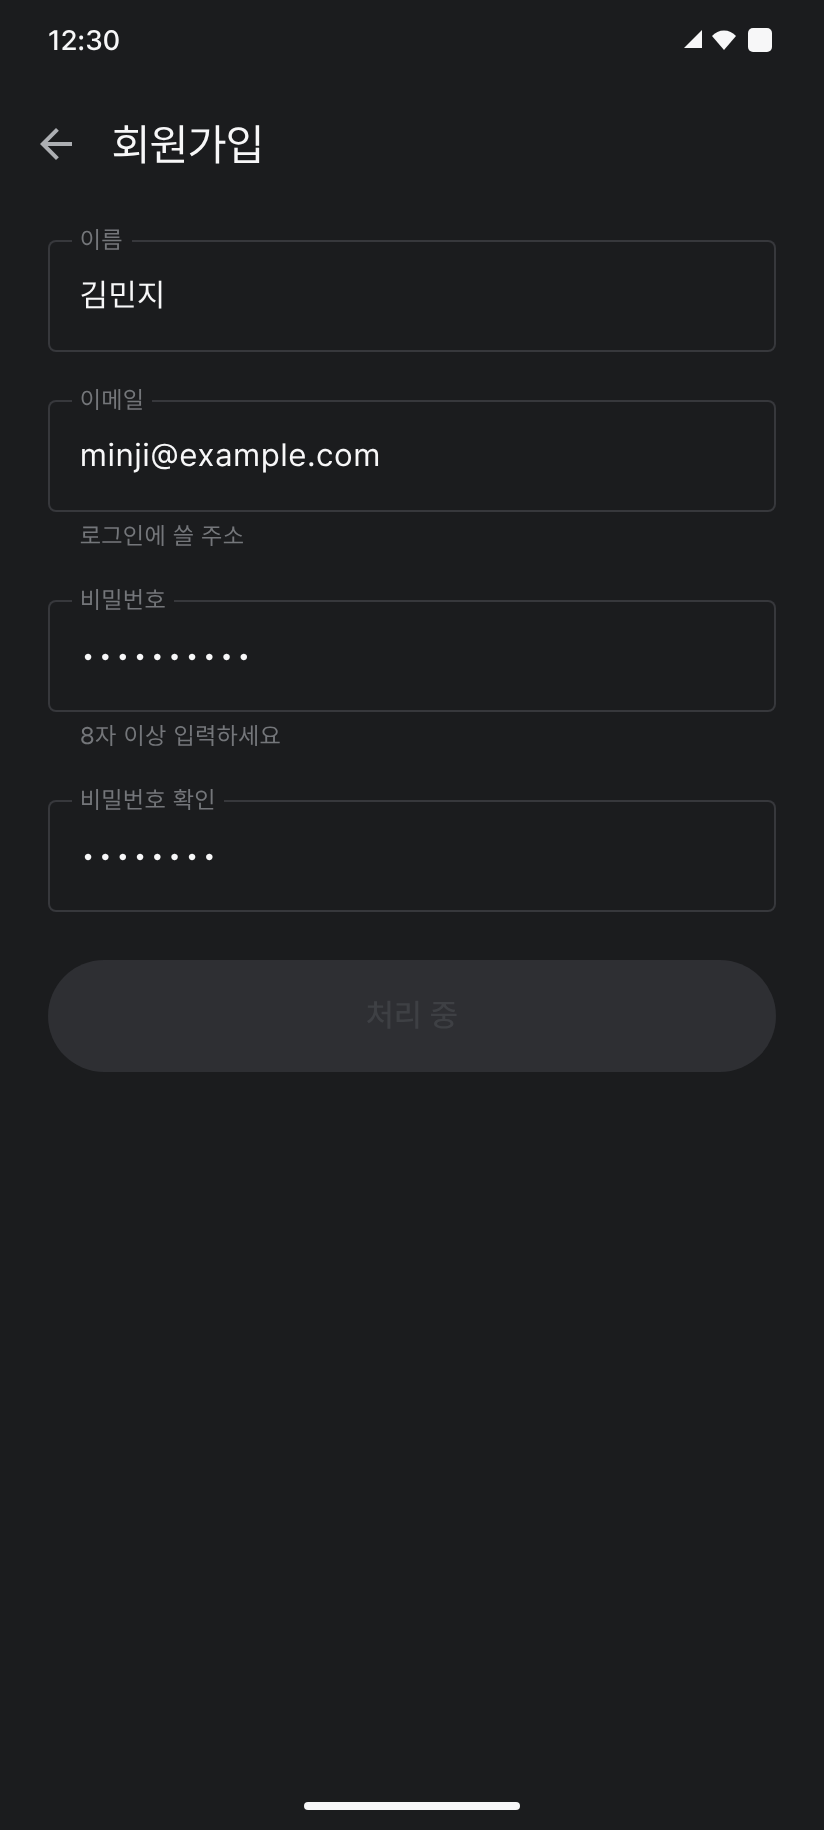 12:30
회원가입
이름
김민지
이메일
minji@example.com
로그인에 쓸 주소
비밀번호
••••••••••
8자 이상 입력하세요
비밀번호 확인
••••••••
처리 중